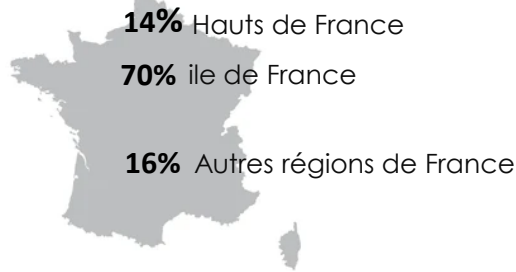 14% Hauts de France
70% ile de France
16% Autres régions de France